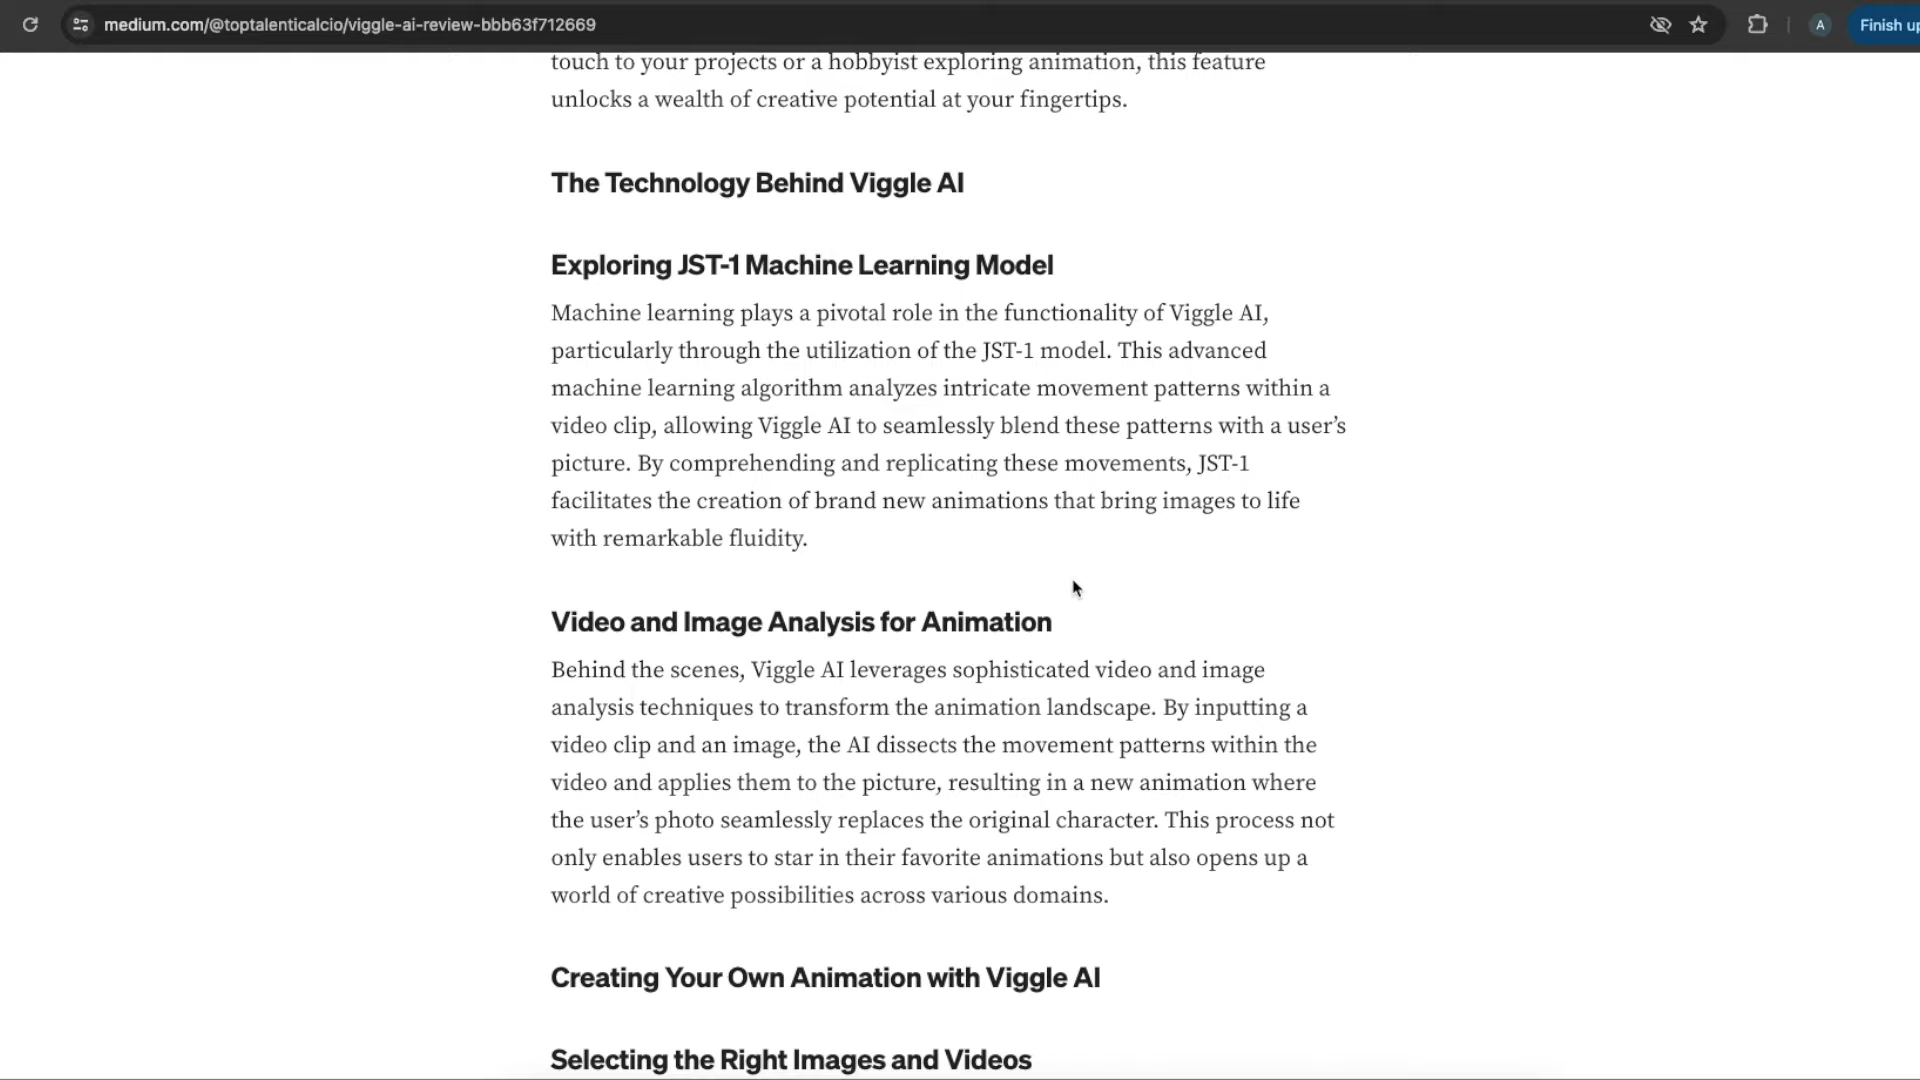 medium.com/@toptalenticalcio/viggle-ai-review-bbb63f712669
A
Finish up
touch to your projects or a hobbyist exploring animation, this feature
unlocks a wealth of creative potential at your fingertips.
The Technology Behind Viggle AI
Exploring JST-1 Machine Learning Model
Machine learning plays a pivotal role in the functionality of Viggle AI,
particularly through the utilization of the JST-1 model. This advanced
machine learning algorithm analyzes intricate movement patterns within a
video clip, allowing Viggle AI to seamlessly blend these patterns with a user’s
picture. By comprehending and replicating these movements, JST-1
facilitates the creation of brand new animations that bring images to life
with remarkable fluidity.
Video and Image Analysis for Animation
Behind the scenes, Viggle AI leverages sophisticated video and image
analysis techniques to transform the animation landscape. By inputting a
video clip and an image, the AI dissects the movement patterns within the
video and applies them to the picture, resulting in a new animation where
the user’s photo seamlessly replaces the original character. This process not
only enables users to star in their favorite animations but also opens up a
world of creative possibilities across various domains.
Creating Your Own Animation with Viggle AI
Selecting the Right Images and Videos